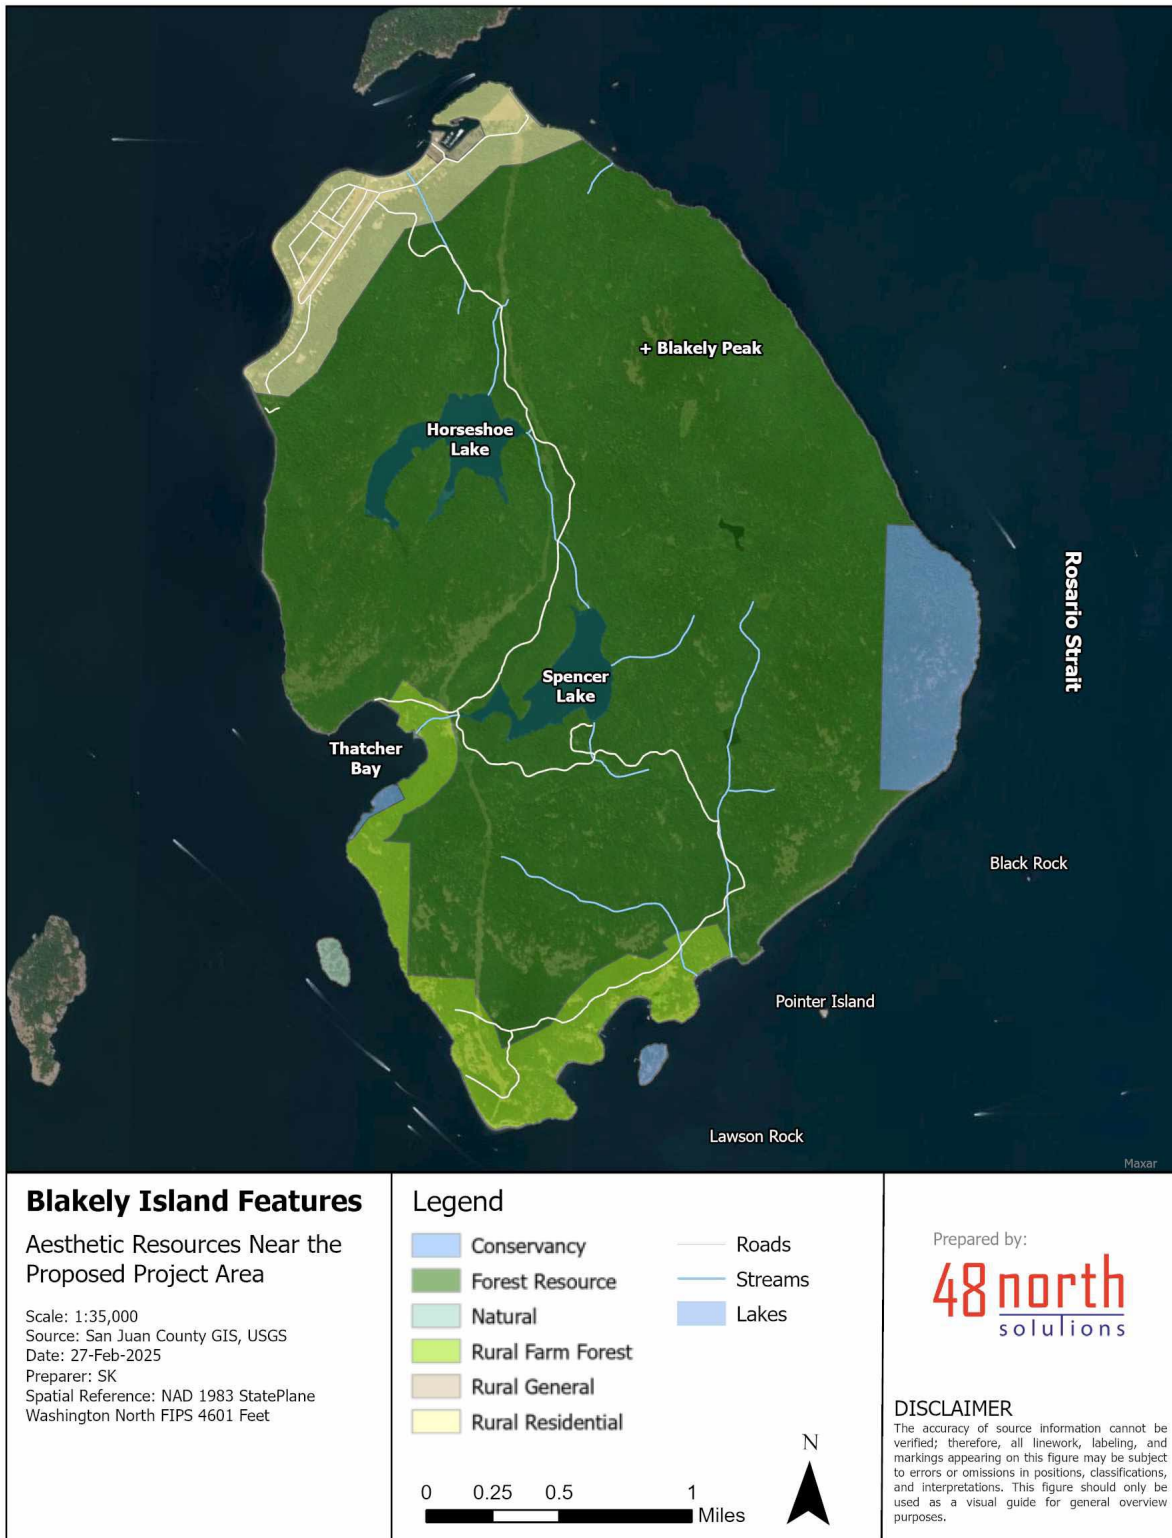 + Blakely Peak
Horseshoe
Lake
Rosario Strait
Spencer
Lake
Thatcher
Bay
Black Rock
Pointer Island
Lawson Rock
Maxar
Blakely Island Features
Aesthetic Resources Near the
Proposed Project Area
Scale: 1:35,000
Source: San Juan County GIS, USGS
Date: 27-Feb-2025
Preparer: SK
Spatial Reference: NAD 1983 StatePlane
Washington North FIPS 4601 Feet
Legend
Conservancy
Forest Resource
Natural
Rural Farm Forest
Rural General
Rural Residential
Roads
Streams
Lakes
0 0.25 0.5 1
Miles
N
Prepared by:
48 north
solutions
DISCLAIMER
The accuracy of source information cannot be
verified; therefore, all linework, labeling, and
markings appearing on this figure may be subject
to errors or omissions in positions, classifications,
and interpretations. This figure should only be
used as a visual guide for general overview
purposes.